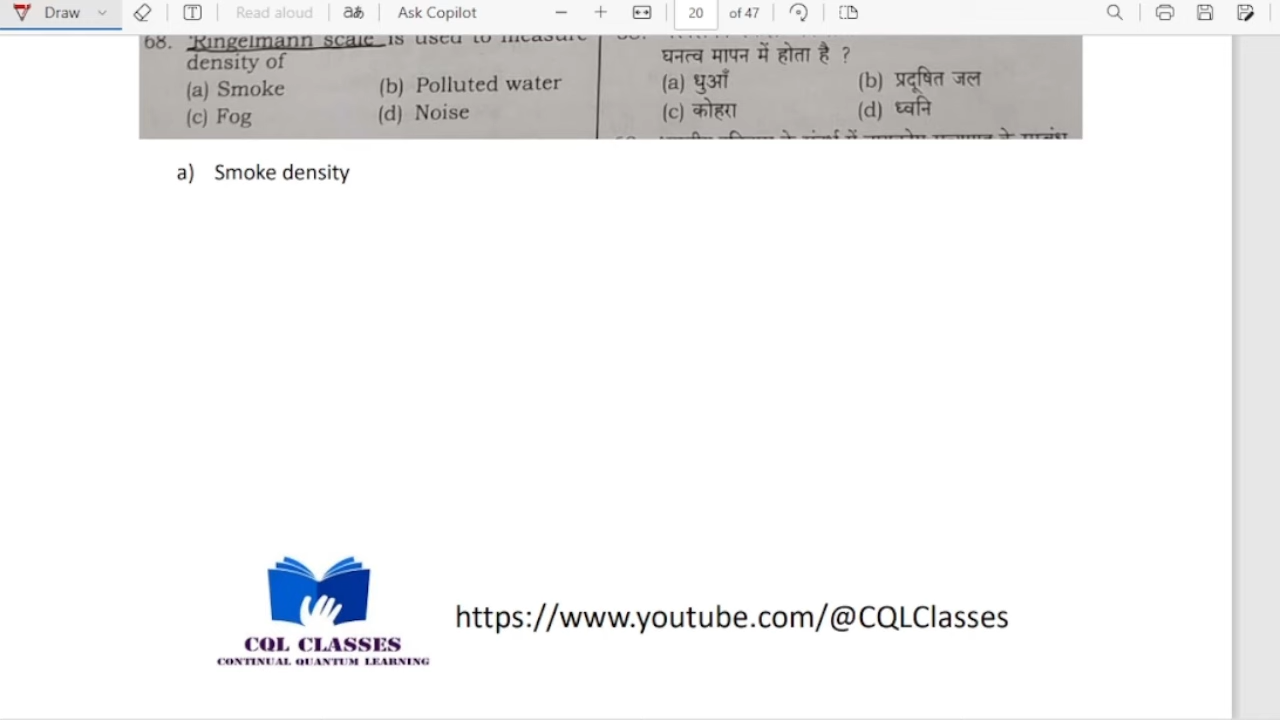 Draw
Read aloud
aあ
Ask Copilot
20 of 47
68. Ringelmann scale is used to measure
density of
(a) Smoke (b) Polluted water
(c) Fog (d) Noise
घनत्व मापन में होता है ?
(a) धुआँ (b) प्रदूषित जल
(c) कोहरा (d) ध्वनि
a) Smoke density
CQL CLASSES
CONTINUAL QUANTUM LEARNING
https://www.youtube.com/@CQLClasses